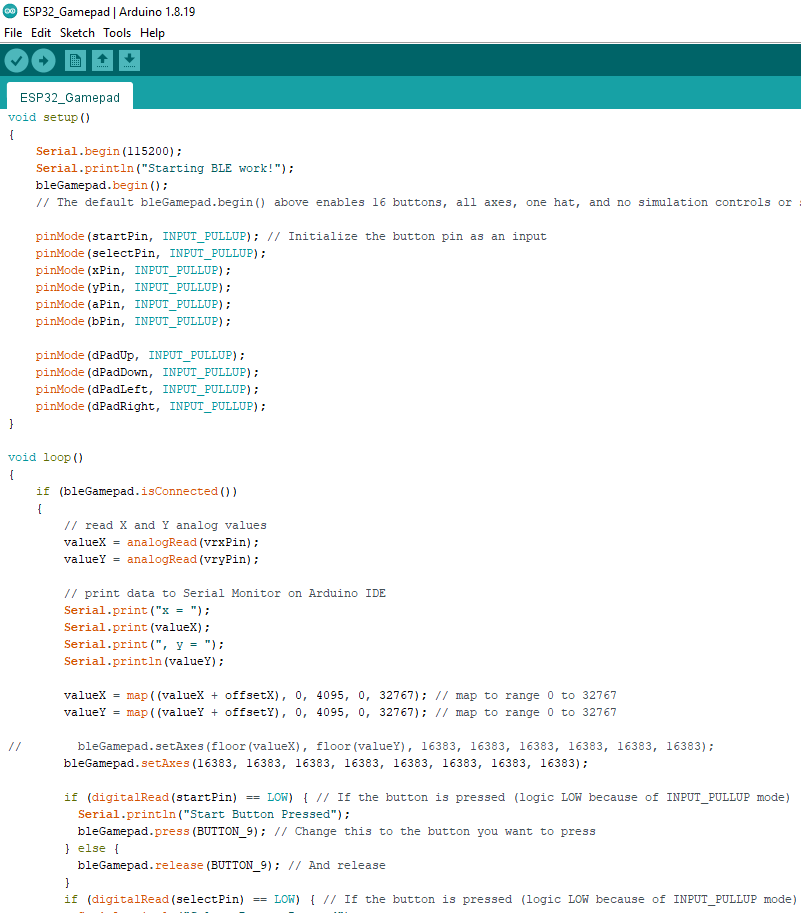 ESP32_Gamepad | Arduino 1.8.19
File Edit Sketch Tools Help
ESP32_Gamepad
void setup()
{
    Serial.begin(115200);
    Serial.println("Starting BLE work!");
    bleGamepad.begin();
    // The default bleGamepad.begin() above enables 16 buttons, all axes, one hat, and no simulation controls or
    pinMode(startPin, INPUT_PULLUP); // Initialize the button pin as an input
    pinMode(selectPin, INPUT_PULLUP);
    pinMode(xPin, INPUT_PULLUP);
    pinMode(yPin, INPUT_PULLUP);
    pinMode(aPin, INPUT_PULLUP);
    pinMode(bPin, INPUT_PULLUP);
    pinMode(dPadUp, INPUT_PULLUP);
    pinMode(dPadDown, INPUT_PULLUP);
    pinMode(dPadLeft, INPUT_PULLUP);
    pinMode(dPadRight, INPUT_PULLUP);
}
void loop()
{
    if (bleGamepad.isConnected())
    {
        // read X and Y analog values
        valueX = analogRead(vrxPin);
        valueY = analogRead(vryPin);
        // print data to Serial Monitor on Arduino IDE
        Serial.print("x = ");
        Serial.print(valueX);
        Serial.print(", y = ");
        Serial.println(valueY);
        valueX = map((valueX + offsetX), 0, 4095, 0, 32767); // map to range 0 to 32767
        valueY = map((valueY + offsetY), 0, 4095, 0, 32767); // map to range 0 to 32767
//        bleGamepad.setAxes(floor(valueX), floor(valueY), 16383, 16383, 16383, 16383, 16383, 16383);
        bleGamepad.setAxes(16383, 16383, 16383, 16383, 16383, 16383, 16383, 16383);
        if (digitalRead(startPin) == LOW) { // If the button is pressed (logic LOW because of INPUT_PULLUP mode)
          Serial.println("Start Button Pressed");
          bleGamepad.press(BUTTON_9); // Change this to the button you want to press
        } else {
          bleGamepad.release(BUTTON_9); // And release
        }
        if (digitalRead(selectPin) == LOW) { // If the button is pressed (logic LOW because of INPUT_PULLUP mode)